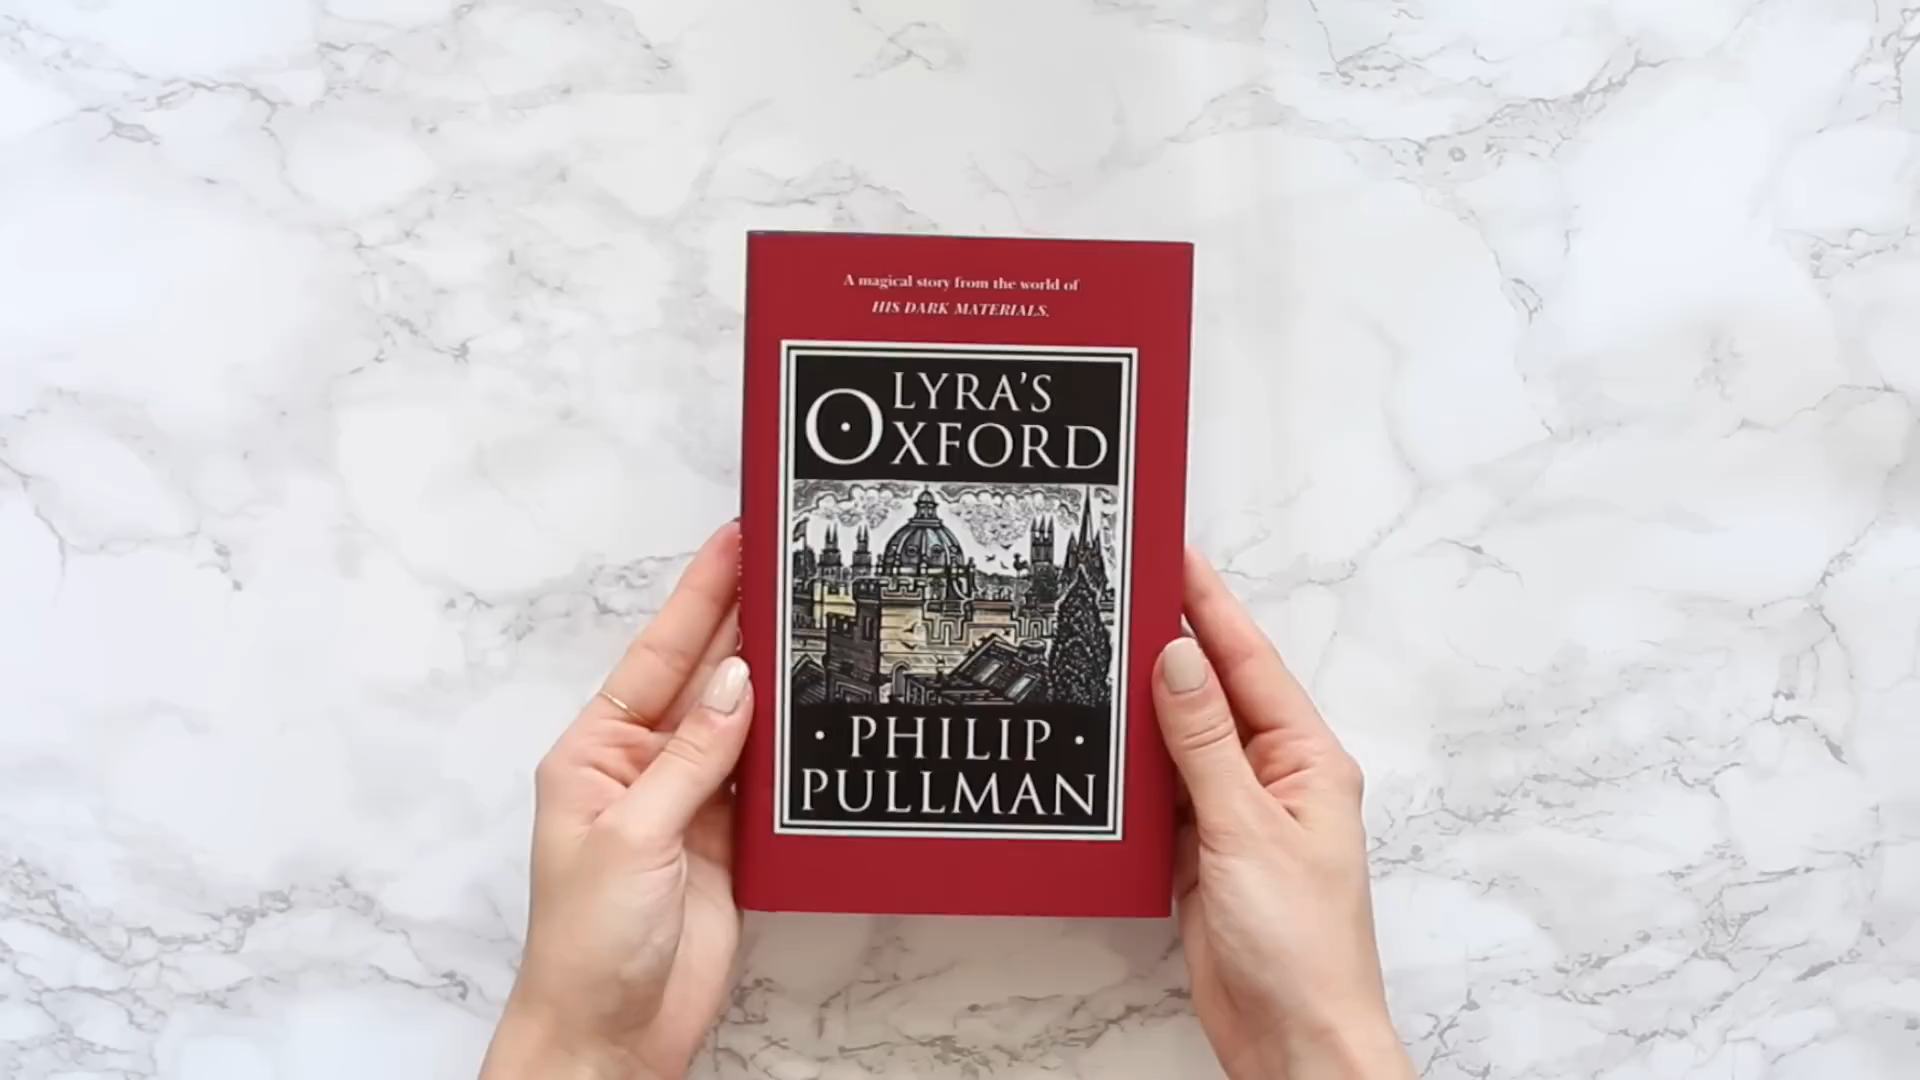 A magical story from the world of
HIS DARK MATERIALS.
LYRA'S
OXFORD
· PHILIP ·
PULLMAN